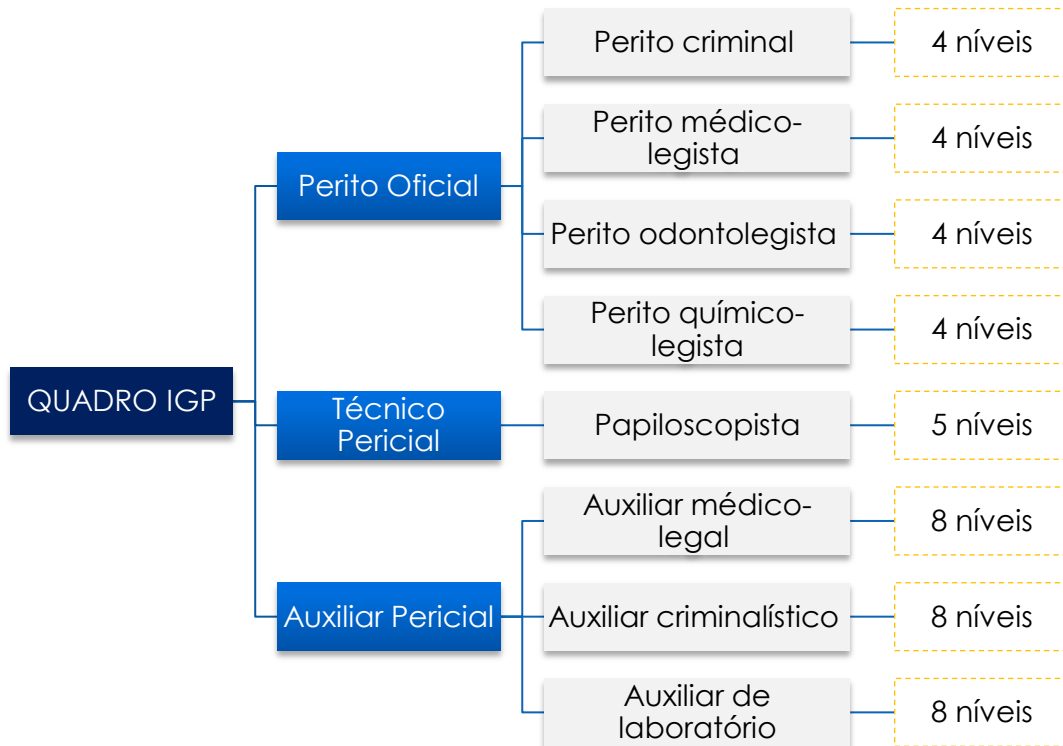 QUADRO IGP
Perito Oficial
Perito criminal
4 níveis
Perito médico-
legista
4 níveis
Perito odontolegista
4 níveis
Perito químico-
legista
4 níveis
Técnico
Pericial
Papiloscopista
5 níveis
Auxiliar Pericial
Auxiliar médico-
legal
8 níveis
Auxiliar criminalístico
8 níveis
Auxiliar de
laboratório
8 níveis